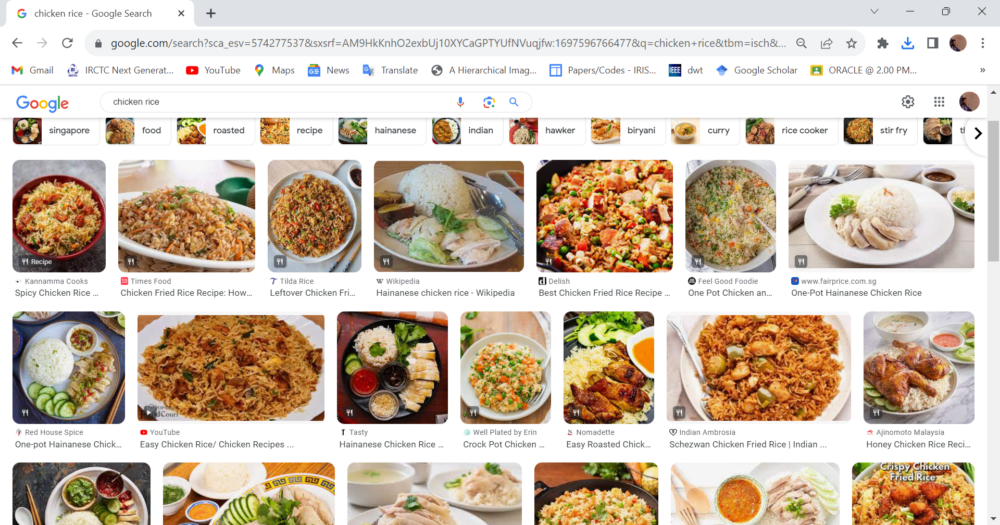 chicken rice - Google Search
google.com/search?sca_esv=574277537&sxsrf=AM9HkKnhO2exbUj10XYCaGPTYUfNVuqjfw:1697596766477&q=chicken+rice&tbm=isch&...
Gmail IRCTC Next Generat... YouTube Maps News Translate A Hierarchical Imag... Papers/Codes - IRIS... IEEE dwt Google Scholar ORACLE @ 2.00 PM... »
Google chicken rice
singapore food roasted recipe hainanese indian hawker biryani curry rice cooker stir fry
Recipe
Kannamma Cooks Times Food Tilda Rice Wikipedia Delish Feel Good Foodie www.fairprice.com.sg
Spicy Chicken Rice ... Chicken Fried Rice Recipe: How... Leftover Chicken Fri... Hainanese chicken rice - Wikipedia Best Chicken Fried Rice Recipe ... One Pot Chicken an... One-Pot Hainanese Chicken Rice
Red House Spice YouTube Tasty Well Plated by Erin Nomadette Indian Ambrosia Ajinomoto Malaysia
One-pot Hainanese Chick... Easy Chicken Rice/ Chicken Recipes ... Hainanese Chicken Rice ... Crock Pot Chicken ... Easy Roasted Chick... Schezwan Chicken Fried Rice | Indian ... Honey Chicken Rice Reci...
Crispy Chicken
Fried Rice